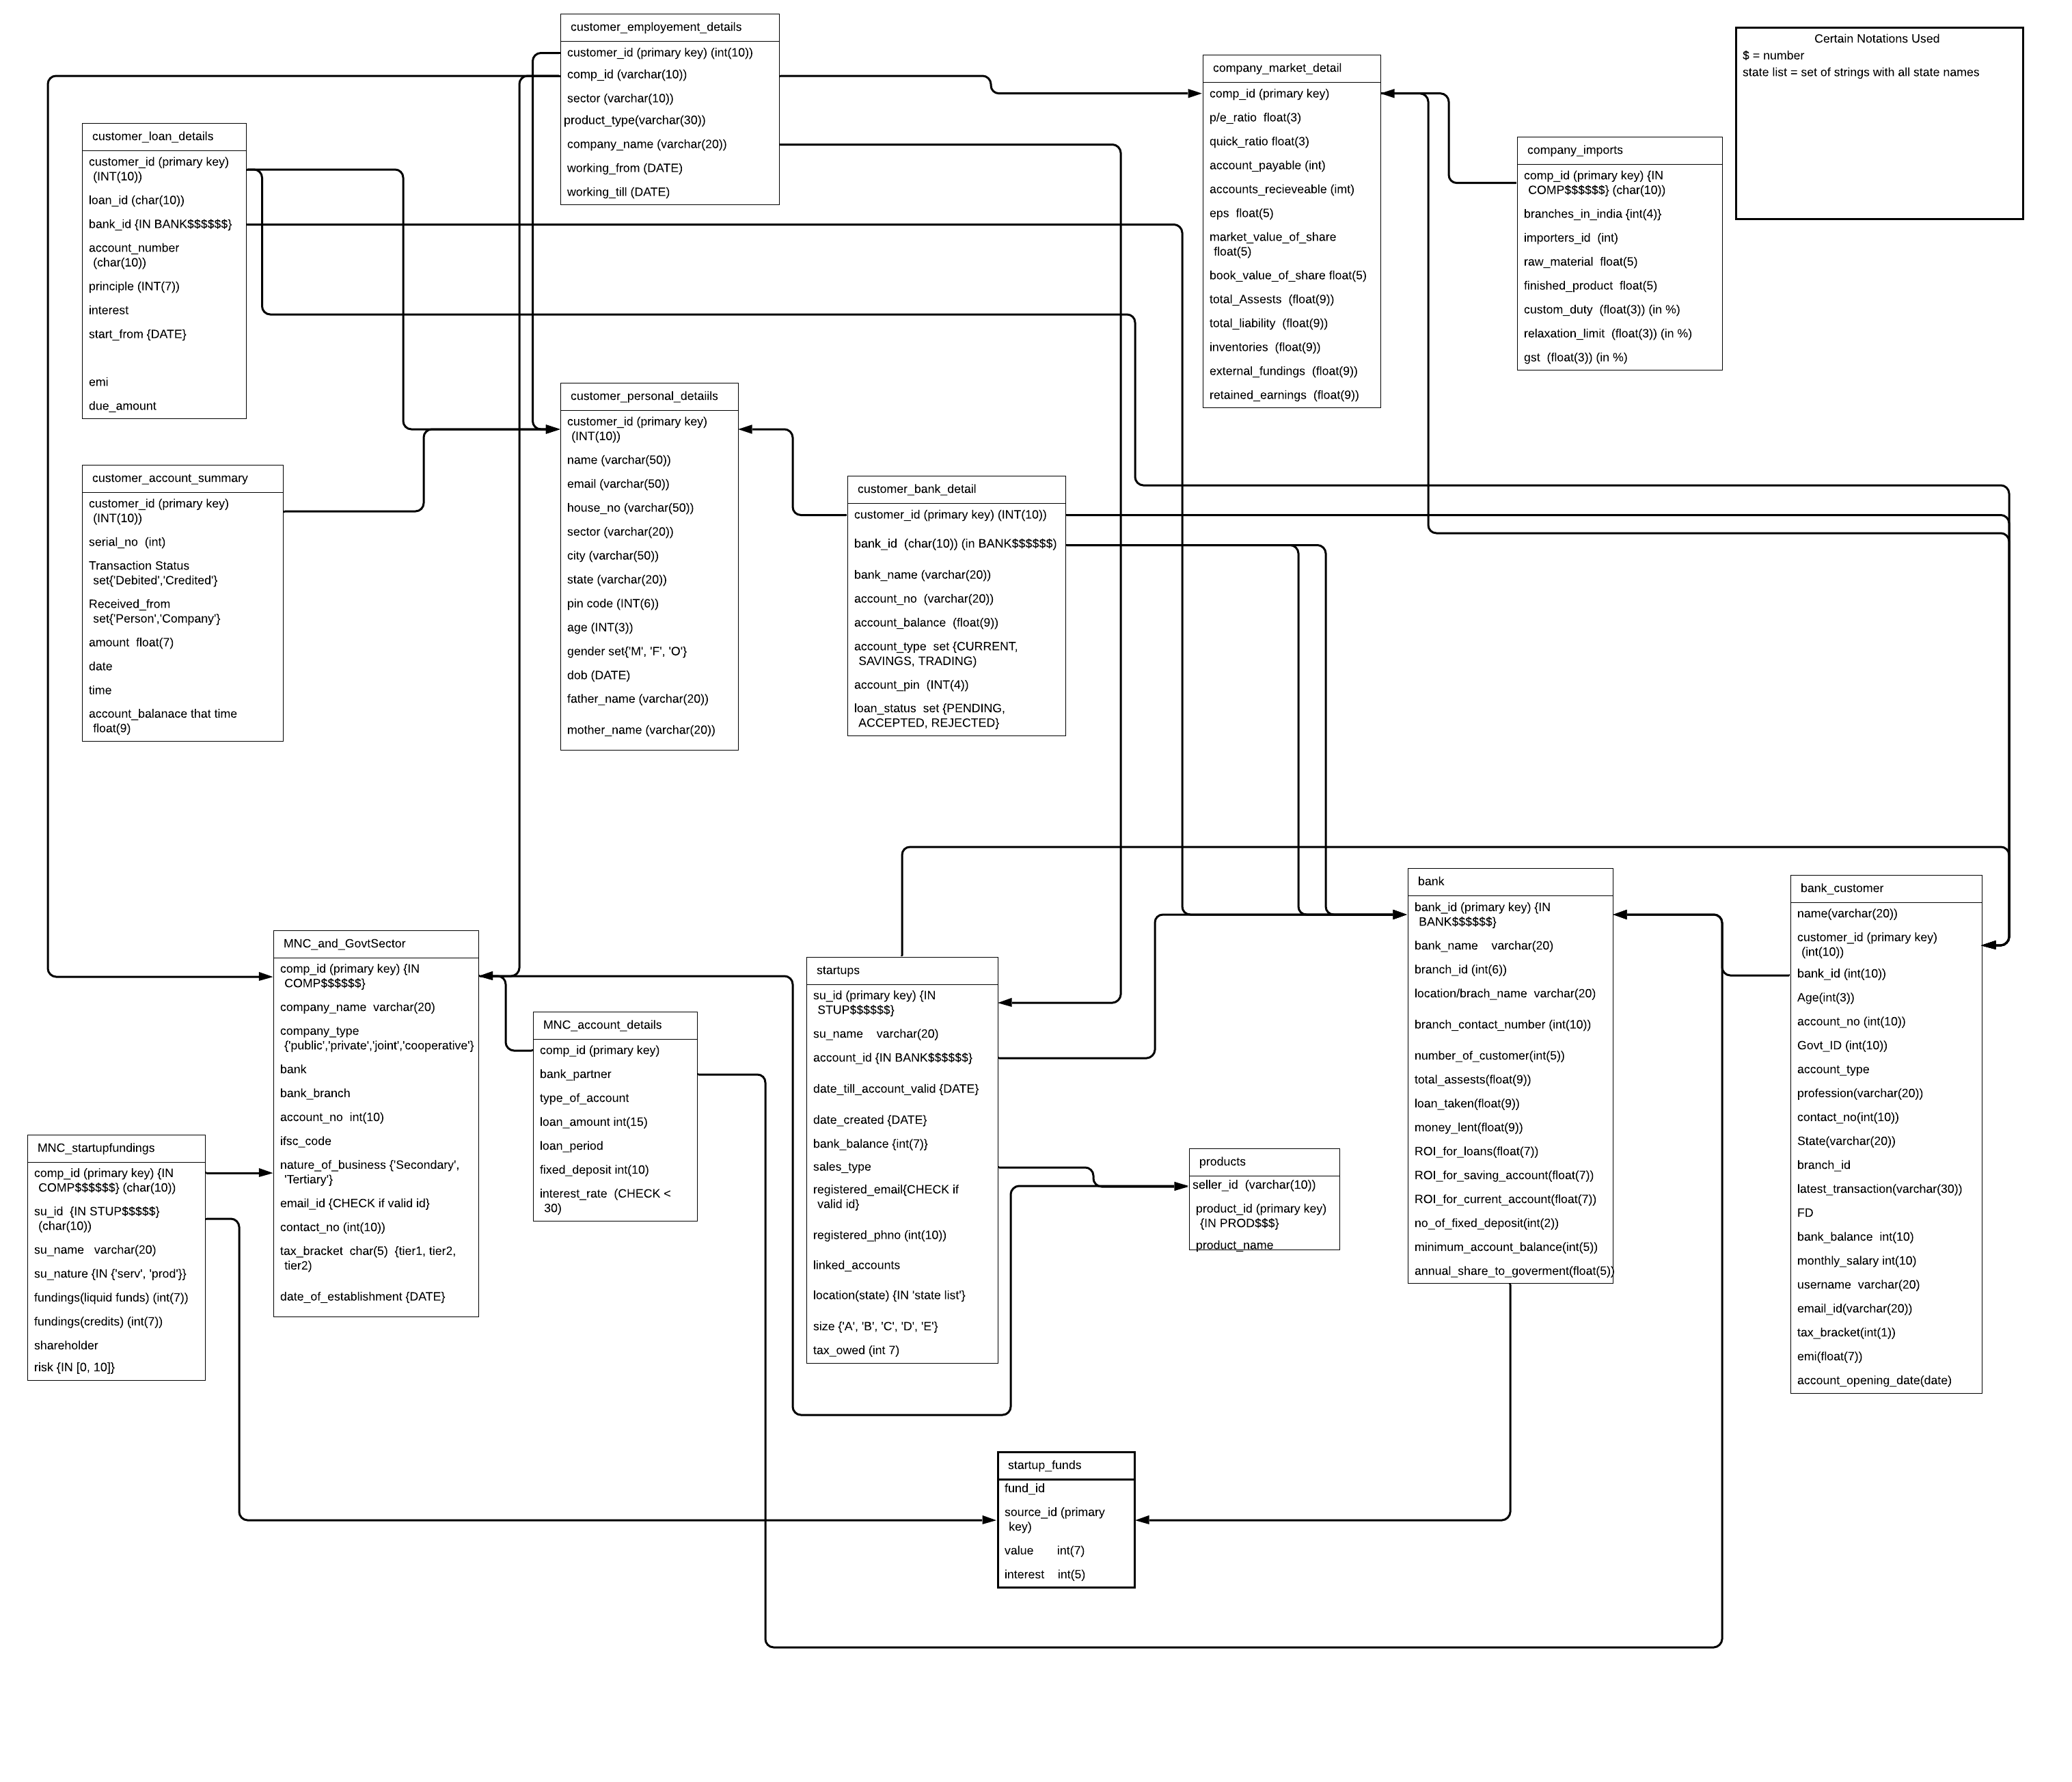 customer_employement_details
customer_id (primary key) (int(10))
comp_id (varchar(10))
sector (varchar(10))
product_type(varchar(30))
company_name (varchar(20))
working_from (DATE)
working_till (DATE)
Certain Notations Used
$ = number
state list = set of strings with all state names
company_market_detail
comp_id (primary key)
p/e_ratio  float(3)
quick_ratio float(3)
account_payable (int)
accounts_recieveable (imt)
eps  float(5)
market_value_of_share
float(5)
book_value_of_share float(5)
total_Assests  (float(9))
total_liability  (float(9))
inventories  (float(9))
external_fundings  (float(9))
retained_earnings  (float(9))
company_imports
comp_id (primary key) {IN
COMP$$$$$$} (char(10))
branches_in_india {int(4)}
importers_id  (int)
raw_material  float(5)
finished_product  float(5)
custom_duty  (float(3)) (in %)
relaxation_limit  (float(3)) (in %)
gst  (float(3)) (in %)
customer_loan_details
customer_id (primary key)
(INT(10))
loan_id (char(10))
bank_id {IN BANK$$$$$$}
account_number
(char(10))
principle (INT(7))
interest
start_from {DATE}
emi
due_amount
customer_personal_detaiils
customer_id (primary key)
(INT(10))
name (varchar(50))
email (varchar(50))
house_no (varchar(50))
sector (varchar(20))
city (varchar(50))
state (varchar(20))
pin code (INT(6))
age (INT(3))
gender set{'M', 'F', 'O'}
dob (DATE)
father_name (varchar(20))
mother_name (varchar(20))
customer_account_summary
customer_id (primary key)
(INT(10))
serial_no  (int)
Transaction Status
set{'Debited','Credited'}
Received_from
set{'Person','Company'}
amount  float(7)
date
time
account_balanace that time
float(9)
customer_bank_detail
customer_id (primary key) (INT(10))
bank_id  (char(10)) (in BANK$$$$$$)
bank_name (varchar(20))
account_no  (varchar(20))
account_balance  (float(9))
account_type  set {CURRENT,
SAVINGS, TRADING)
account_pin  (INT(4))
loan_status  set {PENDING,
ACCEPTED, REJECTED}
bank
bank_id (primary key) {IN
BANK$$$$$$}
bank_name    varchar(20)
branch_id (int(6))
location/brach_name  varchar(20)
branch_contact_number (int(10))
number_of_customer(int(5))
total_assests(float(9))
loan_taken(float(9))
money_lent(float(9))
ROI_for_loans(float(7))
ROI_for_saving_account(float(7))
ROI_for_current_account(float(7))
no_of_fixed_deposit(int(2))
minimum_account_balance(int(5))
annual_share_to_goverment(float(5))
bank_customer
name(varchar(20))
customer_id (primary key)
(int(10))
bank_id (int(10))
Age(int(3))
account_no (int(10))
Govt_ID (int(10))
account_type
profession(varchar(20))
contact_no(int(10))
State(varchar(20))
branch_id
latest_transaction(varchar(30))
FD
bank_balance  int(10)
monthly_salary int(10)
username  varchar(20)
email_id(varchar(20))
tax_bracket(int(1))
emi(float(7))
account_opening_date(date)
MNC_and_GovtSector
comp_id (primary key) {IN
COMP$$$$$$}
company_name  varchar(20)
company_type
{'public','private','joint','cooperative'}
bank
bank_branch
account_no  int(10)
ifsc_code
nature_of_business {'Secondary',
'Tertiary'}
email_id {CHECK if valid id}
contact_no (int(10))
tax_bracket  char(5)  {tier1, tier2,
tier2)
date_of_establishment {DATE}
startups
su_id (primary key) {IN
STUP$$$$$$}
su_name    varchar(20)
account_id {IN BANK$$$$$$}
date_till_account_valid {DATE}
date_created {DATE}
bank_balance {int(7)}
sales_type
registered_email{CHECK if
valid id}
registered_phno (int(10))
linked_accounts
location(state) {IN 'state list'}
size {'A', 'B', 'C', 'D', 'E'}
tax_owed (int 7)
MNC_account_details
comp_id (primary key)
bank_partner
type_of_account
loan_amount int(15)
loan_period
fixed_deposit int(10)
interest_rate  (CHECK <
30)
MNC_startupfundings
comp_id (primary key) {IN
COMP$$$$$$} (char(10))
su_id  {IN STUP$$$$$}
(char(10))
su_name   varchar(20)
su_nature {IN {'serv', 'prod'}}
fundings(liquid funds) (int(7))
fundings(credits) (int(7))
shareholder
risk {IN [0, 10]}
products
seller_id  (varchar(10))
product_id (primary key)
{IN PROD$$$}
product_name
startup_funds
fund_id
source_id (primary
key)
value       int(7)
interest    int(5)